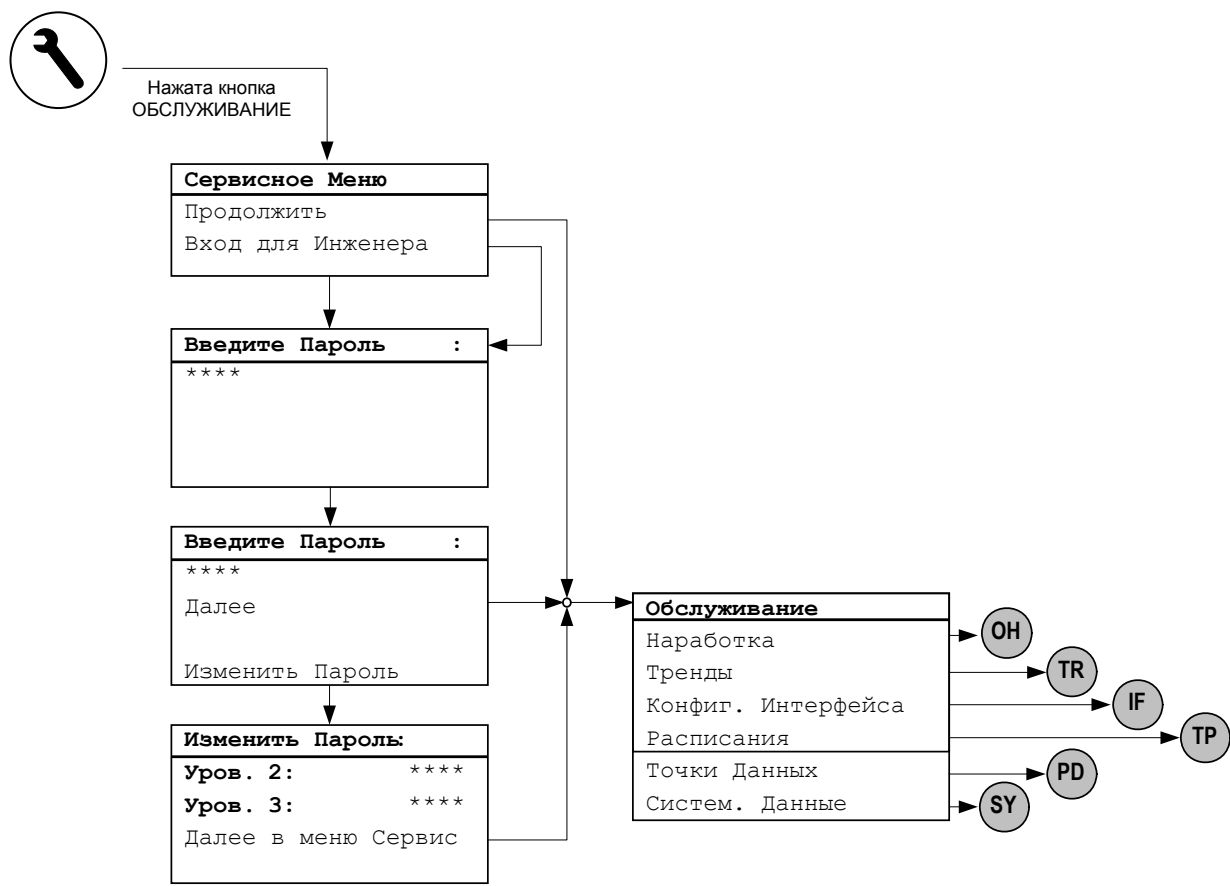 Нажата кнопка
ОБСЛУЖИВАНИЕ
Сервисное Меню
Продолжить
Вход для Инженера
Введите Пароль :
****
Введите Пароль :
****
Далее
Изменить Пароль
Изменить Пароль:
Уров. 2: ****
Уров. 3: ****
Далее в меню Сервис
Обслуживание
Наработка
Тренды
Конфиг. Интерфейса
Расписания
Точки Данных
Систем. Данные
OH
TR
IF
TP
PD
SY